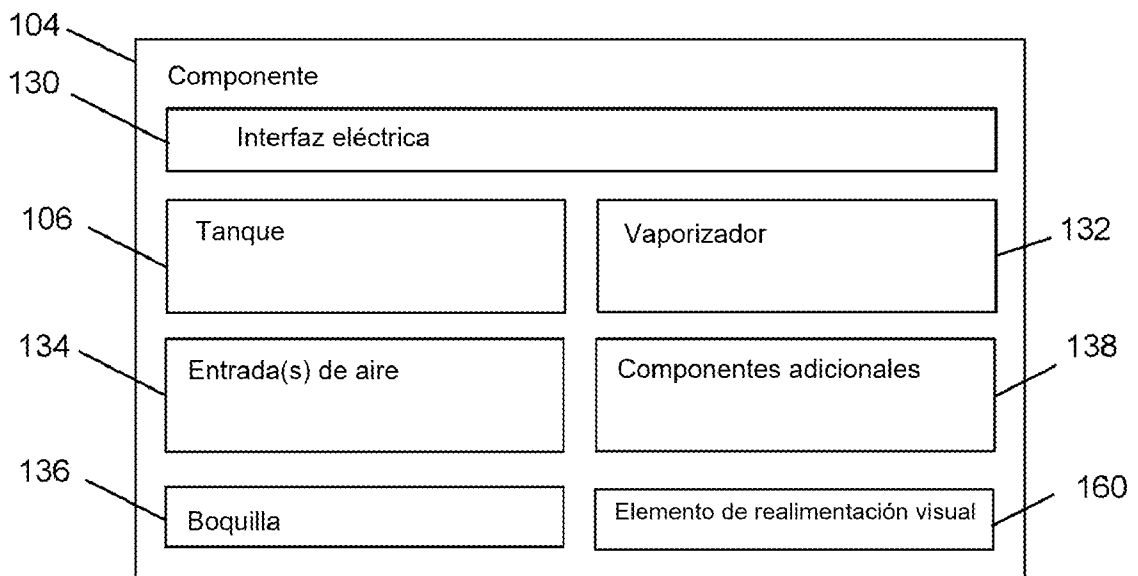 104
Componente
130
Interfaz eléctrica
106
Tanque
Vaporizador
132
134
Entrada(s) de aire
Componentes adicionales
138
136
Boquilla
Elemento de realimentación visual
160